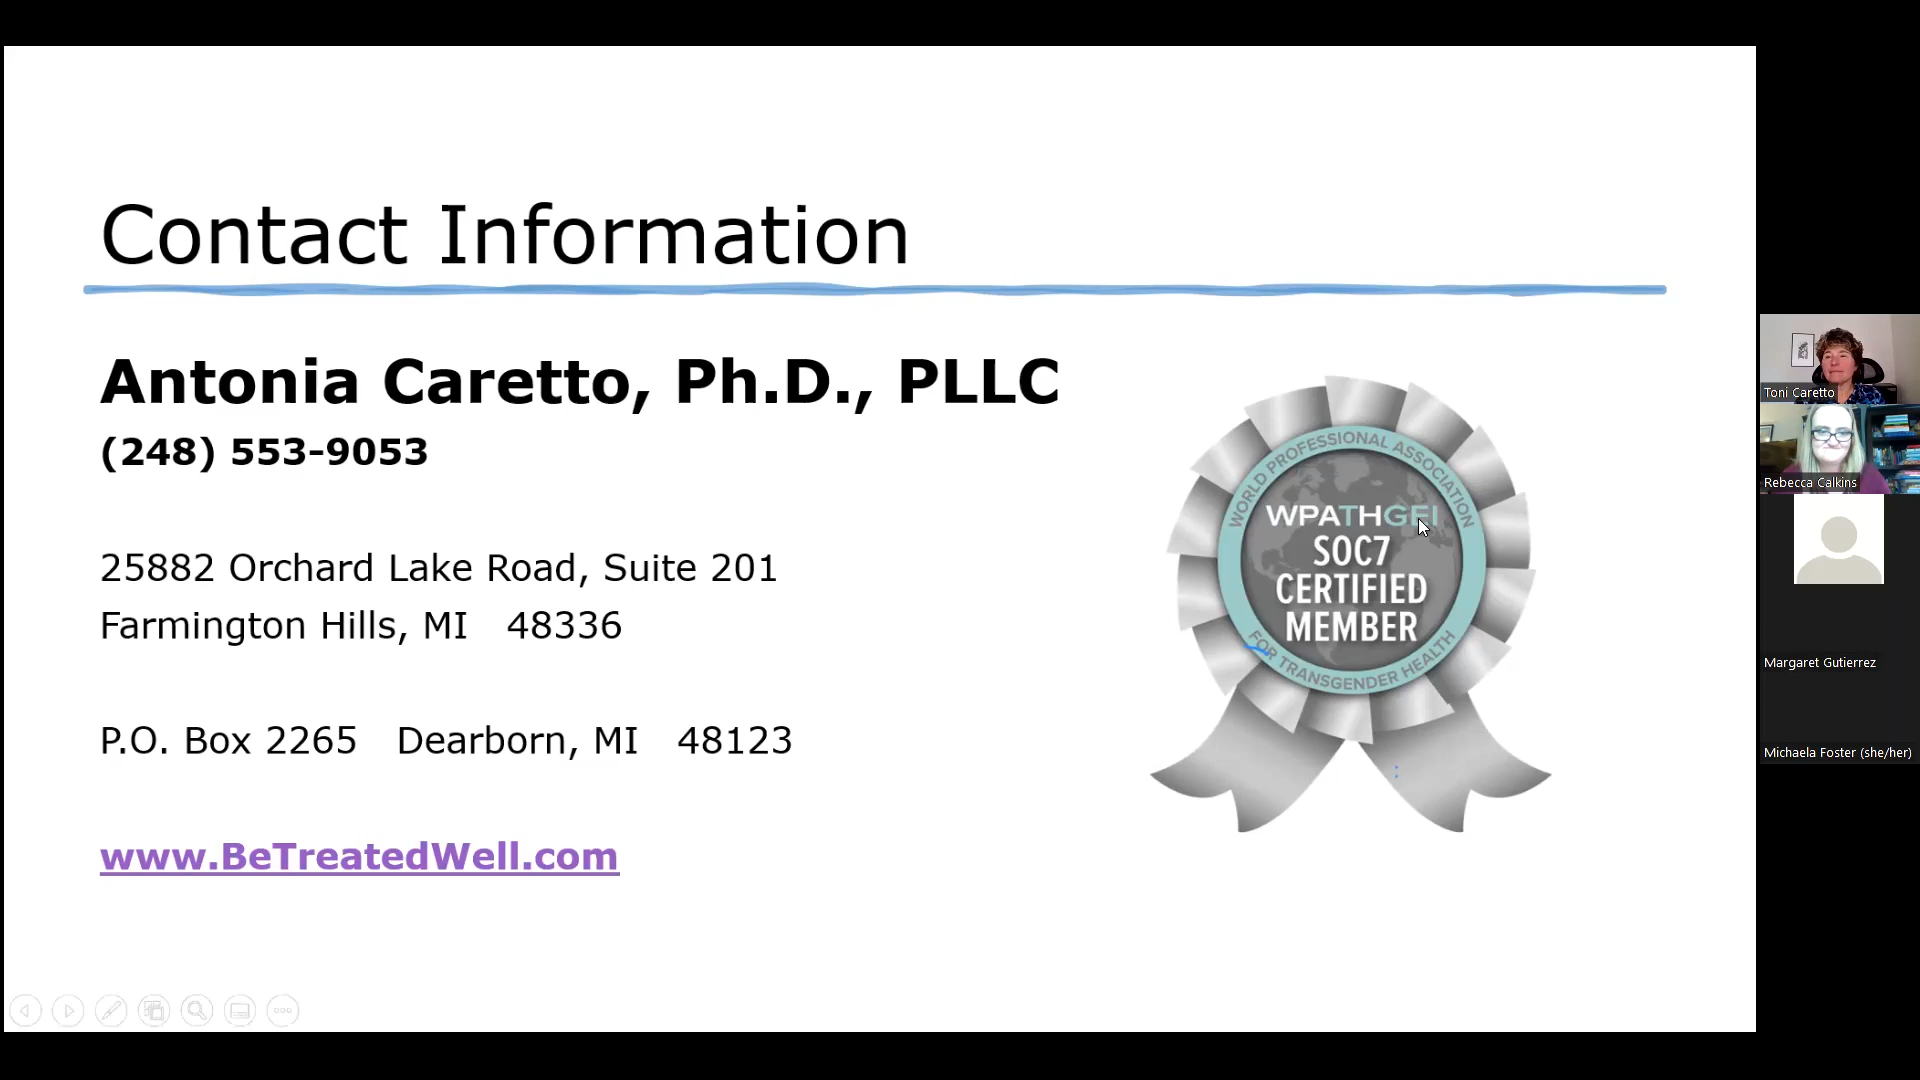 Contact Information
Antonia Caretto, Ph.D., PLLC
(248) 553-9053
25882 Orchard Lake Road, Suite 201
Farmington Hills, MI 48336
P.O. Box 2265 Dearborn, MI 48123
www.BeTreatedWell.com
WORLD PROFESSIONAL ASSOCIATION
WPATHGEI
SOC7
CERTIFIED
MEMBER
FOR TRANSGENDER HEALTH
Toni Caretto
Rebecca Calkins
Margaret Gutierrez
Michaela Foster (she/her)